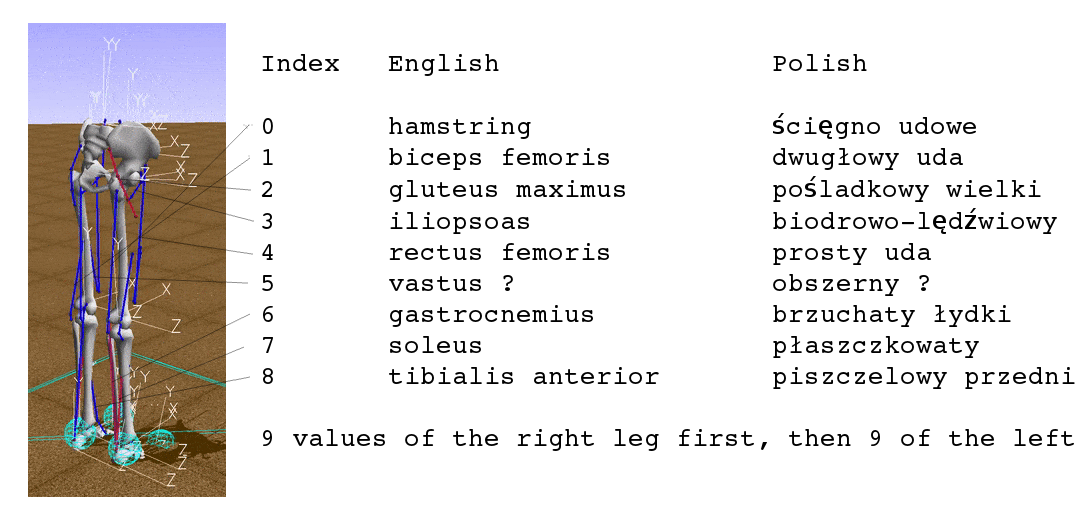 Index English Polish
0 hamstring ścięgno udowe
1 biceps femoris dwugłowy uda
2 gluteus maximus pośladkowy wielki
3 iliopsoas biodrowo-lędźwiowy
4 rectus femoris prosty uda
5 vastus ? obszerny ?
6 gastrocnemius brzuchaty łydki
7 soleus płaszczkowaty
8 tibialis anterior piszczelowy przedni
9 values of the right leg first, then 9 of the left